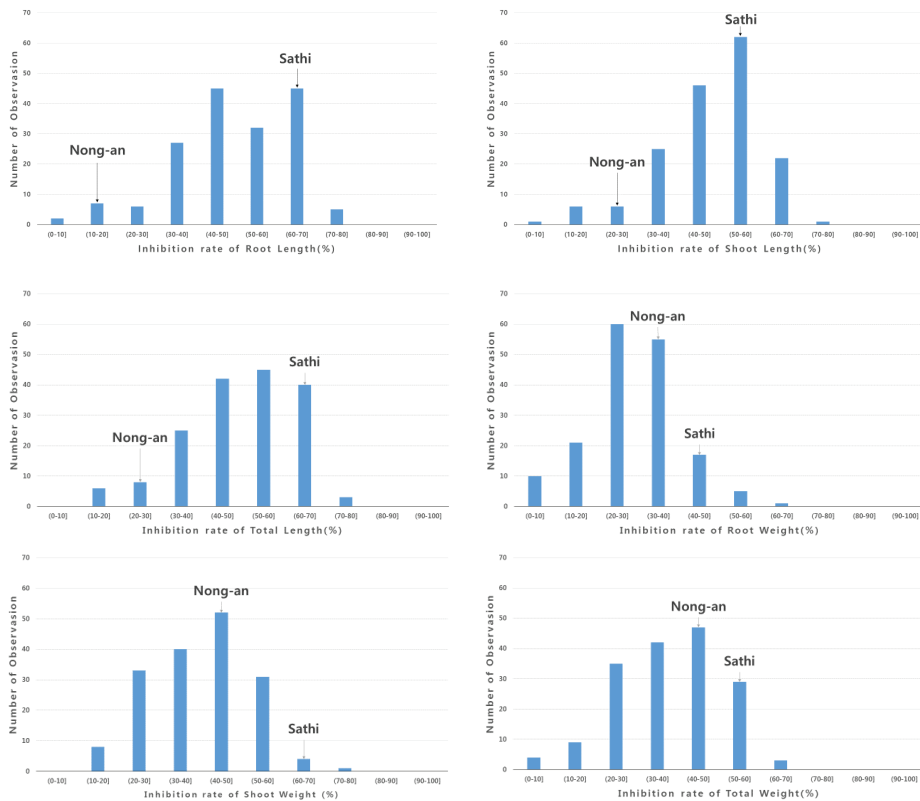 Number of Observasion
70
60
50
40
30
20
10
0
Nong-an
Sathi
(0-10] (10-20] (20-30] (30-40] (40-50] (50-60] (60-70] (70-80] (80-90] (90-100]
Inhibition rate of Root Length(%)
Number of Observasion
70
60
50
40
30
20
10
0
Nong-an
Sathi
(0-10] (10-20] (20-30] (30-40] (40-50] (50-60] (60-70] (70-80] (80-90] (90-100]
Inhibition rate of Shoot Length(%)
Number of Observasion
70
60
50
40
30
20
10
0
Nong-an
Sathi
(0-10] (10-20] (20-30] (30-40] (40-50] (50-60] (60-70] (70-80] (80-90] (90-100]
Inhibition rate of Total Length(%)
Number of Observasion
70
60
50
40
30
20
10
0
Nong-an
Sathi
(0-10] (10-20] (20-30] (30-40] (40-50] (50-60] (60-70] (70-80] (80-90] (90-100]
Inhibition rate of Root Weight(%)
Number of Observasion
70
60
50
40
30
20
10
0
Nong-an
Sathi
(0-10] (10-20] (20-30] (30-40] (40-50] (50-60] (60-70] (70-80] (80-90] (90-100]
Inhibition rate of Shoot Weight (%)
Number of Observasion
70
60
50
40
30
20
10
0
Nong-an
Sathi
(0-10] (10-20] (20-30] (30-40] (40-50] (50-60] (60-70] (70-80] (80-90] (90-100]
Inhibition rate of Total Weight(%)